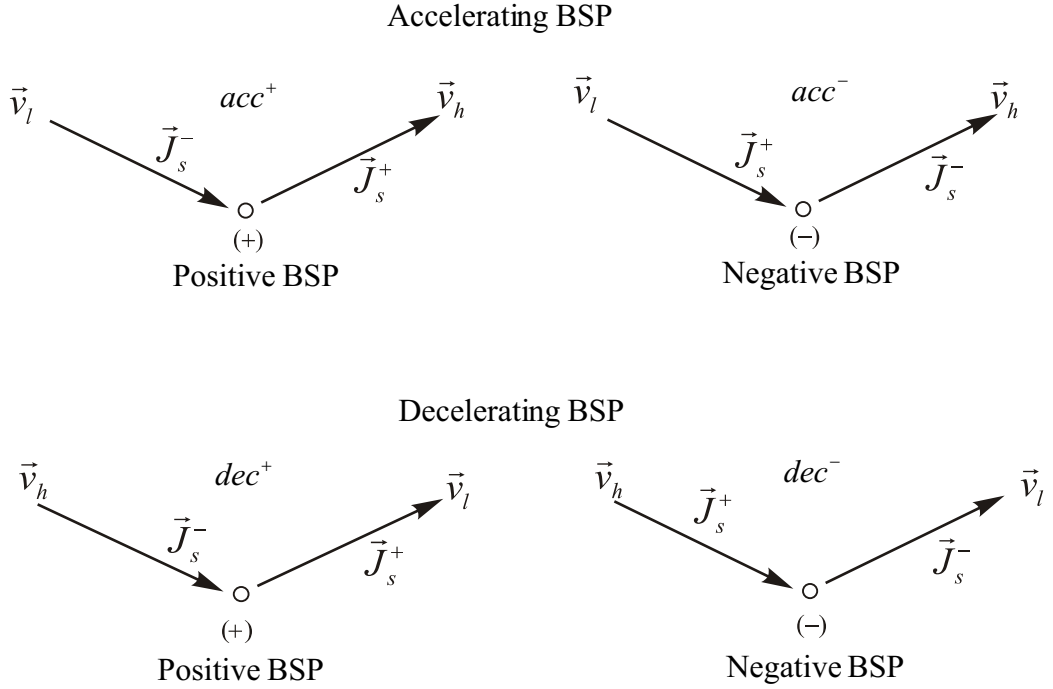 Accelerating BSP
v⃗_l acc⁺ v⃗_h v⃗_l acc⁻ v⃗_h
J⃗_s⁻ J⃗_s⁺ J⃗_s⁺ J⃗_s⁻
(+) (−)
Positive BSP Negative BSP
Decelerating BSP
v⃗_h dec⁺ v⃗_l v⃗_h dec⁻ v⃗_l
J⃗_s⁻ J⃗_s⁺ J⃗_s⁺ J⃗_s⁻
(+) (−)
Positive BSP Negative BSP